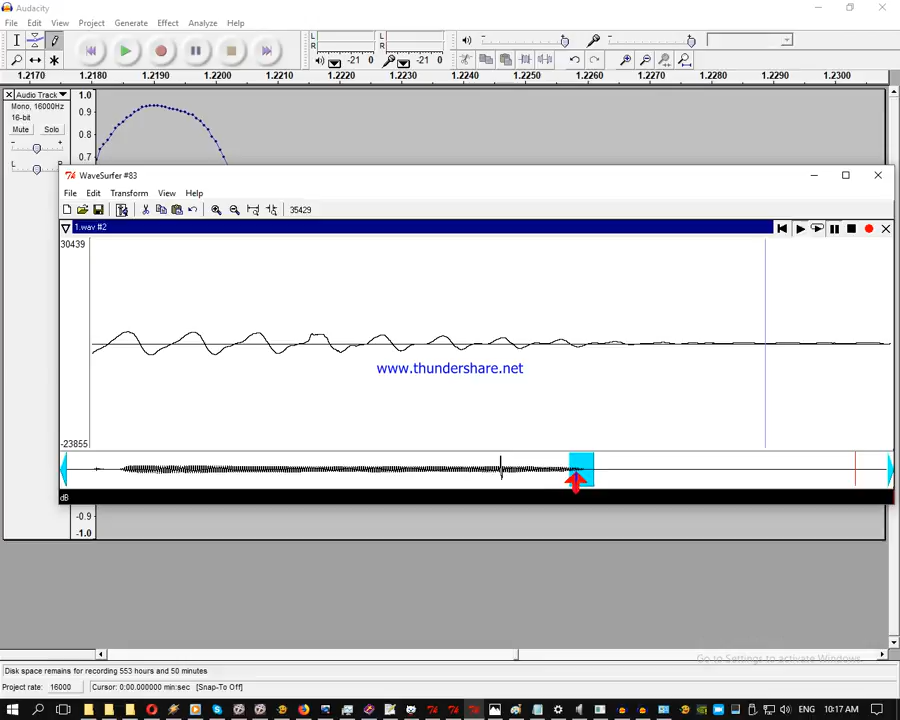 Audacity
File Edit View Project Generate Effect Analyze Help
L
R
-21 0
L
R
-21 0
1.2170 1.2180 1.2190 1.2200 1.2210 1.2220 1.2230 1.2240 1.2250 1.2260 1.2270 1.2280 1.2290 1.2300
Audio Track
1.0
Mono, 16000Hz
16-bit
0.9
Mute Solo
0.8
- +
0.7
L R
WaveSurfer #83
File Edit Transform View Help
35429
1.wav #2
30439
www.thundershare.net
-23855
dB
-0.9
-1.0
Go to Settings to activate Windows.
Disk space remains for recording 553 hours and 50 minutes
Project rate: 16000 Cursor: 0:00.000000 min:sec [Snap-To Off]
ENG 10:17 AM